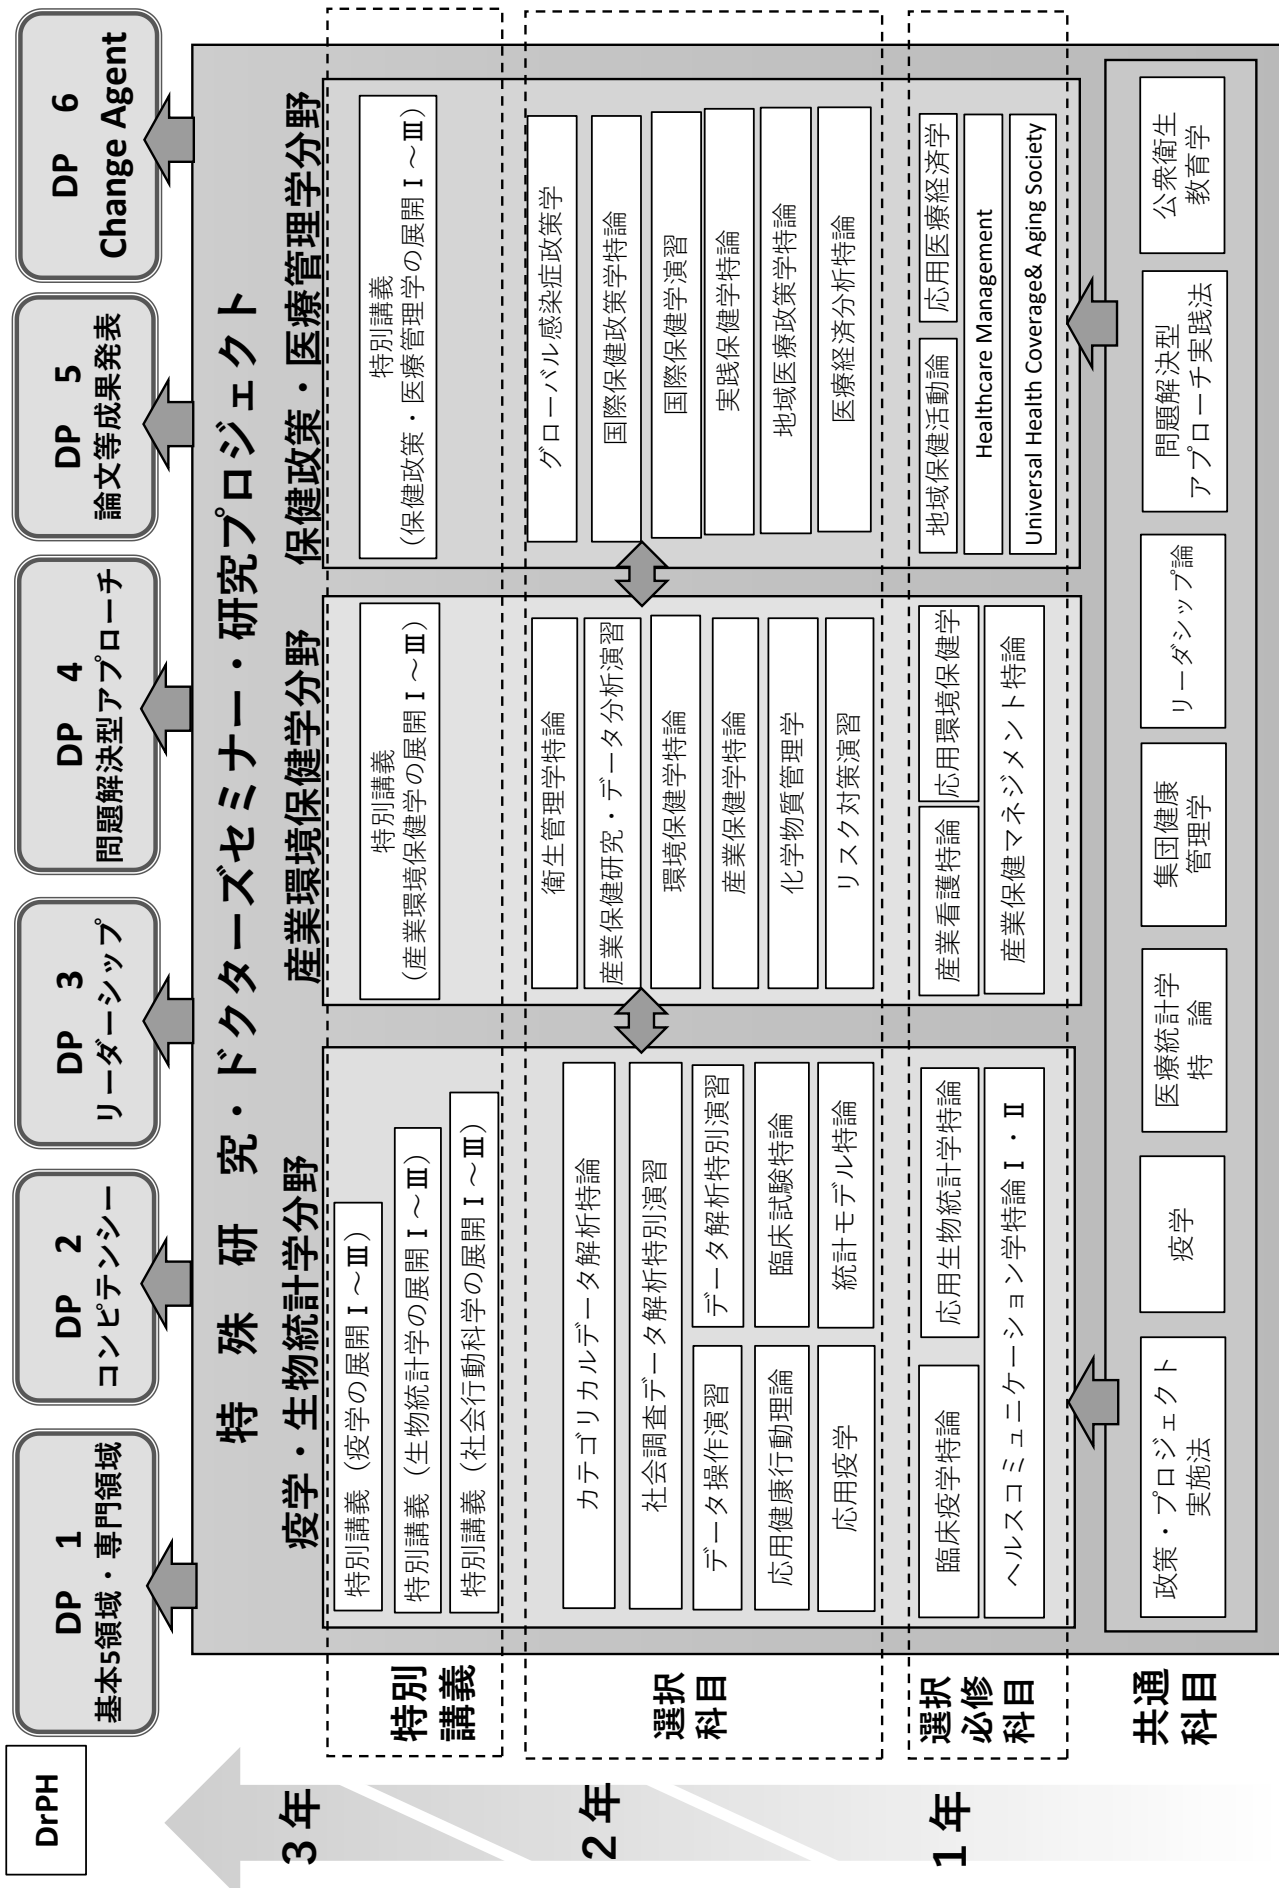 DrPH
DP 1
基本5領域・専門領域
DP 2
コンピテンシー
DP 3
リーダーシップ
DP 4
問題解決型アプローチ
DP 5
論文等成果発表
DP 6
Change Agent
特 殊 研 究・ドクターズセミナー・研究プロジェクト
疫学・生物統計学分野
産業環境保健学分野
保健政策・医療管理学分野
3年
特別
講義
特別講義（疫学の展開Ⅰ～Ⅲ）
特別講義（生物統計学の展開Ⅰ～Ⅲ）
特別講義（社会行動科学の展開Ⅰ～Ⅲ）
特別講義
（産業環境保健学の展開Ⅰ～Ⅲ）
特別講義
（保健政策・医療管理学の展開Ⅰ～Ⅲ）
2年
選択
科目
カテゴリカルデータ解析特論
社会調査データ解析特別演習
データ操作演習
データ解析特別演習
応用健康行動理論
臨床試験特論
応用疫学
統計モデル特論
衛生管理学特論
産業保健研究・データ分析演習
環境保健学特論
産業保健学特論
化学物質管理学
リスク対策演習
グローバル感染症政策学
国際保健政策学特論
国際保健学演習
実践保健学特論
地域医療政策学特論
医療経済分析特論
1年
選択
必修
科目
臨床疫学特論
応用生物統計学特論
ヘルスコミュニケーション学特論Ⅰ・Ⅱ
産業看護特論
応用環境保健学
産業保健マネジメント特論
地域保健活動論
応用医療経済学
Healthcare Management
Universal Health Coverage& Aging Society
共通
科目
政策・プロジェクト
実施法
疫学
医療統計学
特 論
集団健康
管理学
リーダシップ論
問題解決型
アプローチ実践法
公衆衛生
教育学